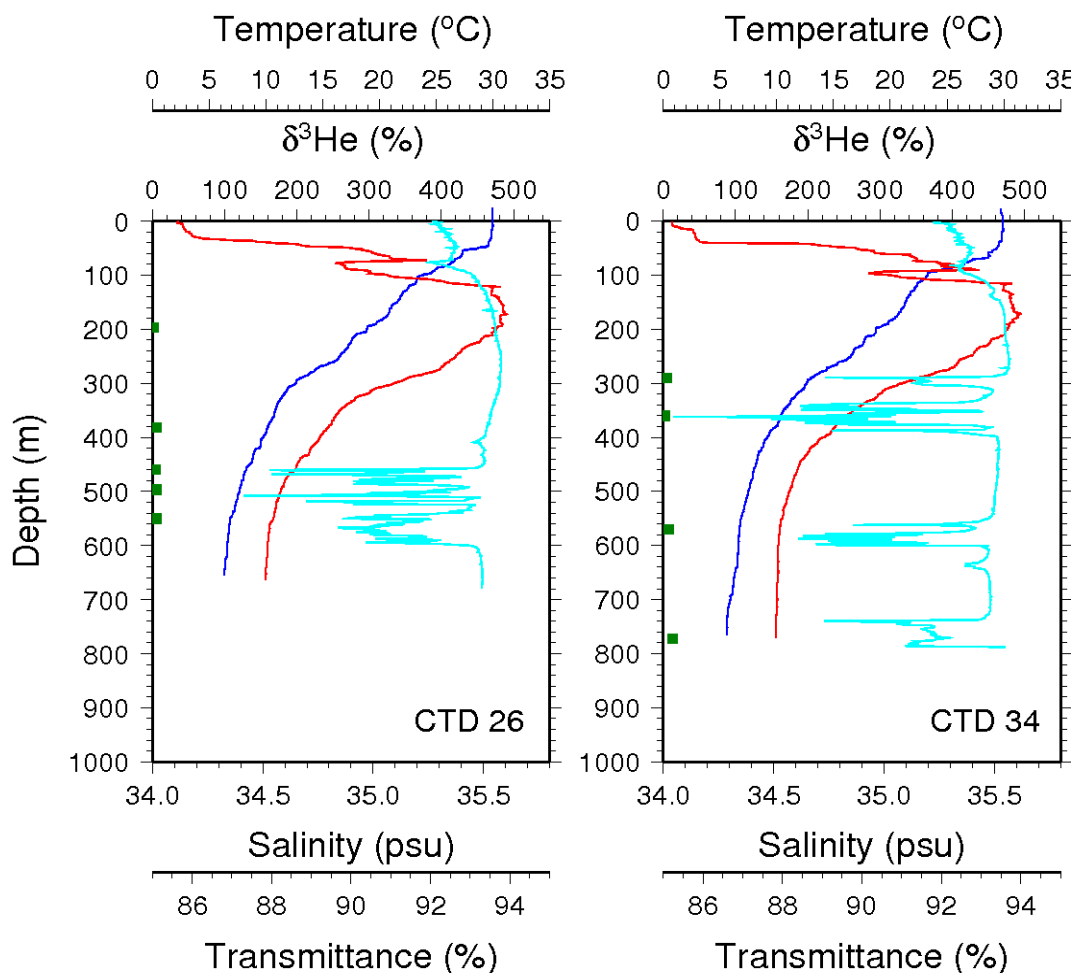 Temperature (°C)
0 5 10 15 20 25 30 35
δ³He (%)
0 100 200 300 400 500
0
100
200
300
400
500
600
700
800
900
1000
Depth (m)
CTD 26
34.0 34.5 35.0 35.5
Salinity (psu)
86 88 90 92 94
Transmittance (%)
Temperature (°C)
0 5 10 15 20 25 30 35
δ³He (%)
0 100 200 300 400 500
CTD 34
34.0 34.5 35.0 35.5
Salinity (psu)
86 88 90 92 94
Transmittance (%)